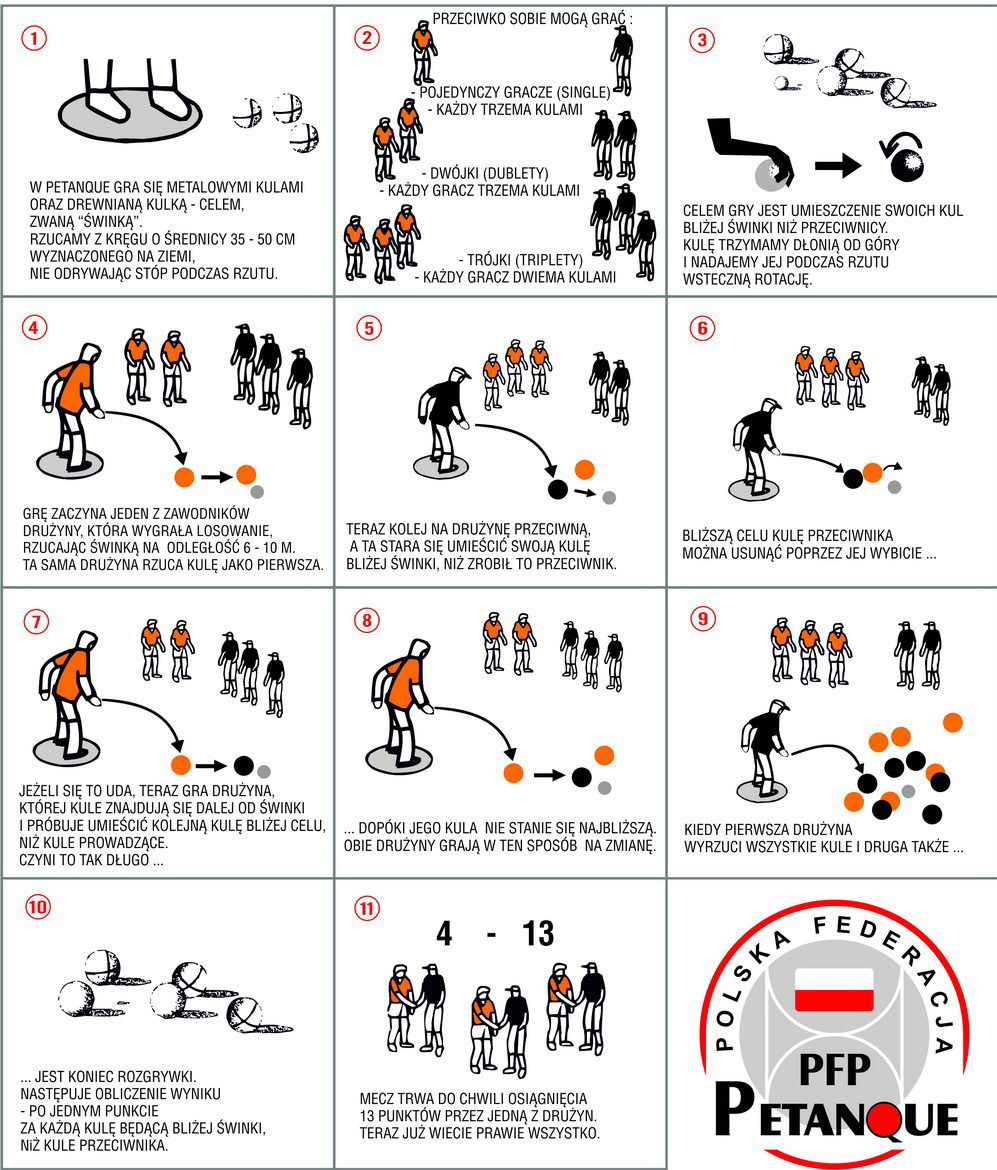 1
W PETANQUE GRA SIĘ METALOWYMI KULAMI
ORAZ DREWNIANĄ KULKĄ - CELEM,
ZWANĄ "ŚWINKĄ".
RZUCAMY Z KRĘGU O ŚREDNICY 35 - 50 CM
WYZNACZONEGO NA ZIEMI,
NIE ODRYWAJĄC STÓP PODCZAS RZUTU.
2
PRZECIWKO SOBIE MOGĄ GRAĆ :
- POJEDYNCZY GRACZE (SINGLE)
- KAŻDY TRZEMA KULAMI
- DWÓJKI (DUBLETY)
- KAŻDY GRACZ TRZEMA KULAMI
- TRÓJKI (TRIPLETY)
- KAŻDY GRACZ DWIEMA KULAMI
3
CELEM GRY JEST UMIESZCZENIE SWOICH KUL
BLIŻEJ ŚWINKI NIŻ PRZECIWNICY.
KULĘ TRZYMAMY DŁONIĄ OD GÓRY
I NADAJEMY JEJ PODCZAS RZUTU
WSTECZNĄ ROTACJĘ.
4
GRĘ ZACZYNA JEDEN Z ZAWODNIKÓW
DRUŻYNY, KTÓRA WYGRAŁA LOSOWANIE,
RZUCAJĄC ŚWINKĄ NA ODLEGŁOŚĆ 6 - 10 M.
TA SAMA DRUŻYNA RZUCA KULĘ JAKO PIERWSZA.
5
TERAZ KOLEJ NA DRUŻYNĘ PRZECIWNĄ,
A TA STARA SIĘ UMIEŚCIĆ SWOJĄ KULĘ
BLIŻEJ ŚWINKI, NIŻ ZROBIŁ TO PRZECIWNIK.
6
BLIŻSZĄ CELU KULĘ PRZECIWNIKA
MOŻNA USUNĄĆ POPRZEZ JEJ WYBICIE ...
7
JEŻELI SIĘ TO UDA, TERAZ GRA DRUŻYNA,
KTÓREJ KULE ZNAJDUJĄ SIĘ DALEJ OD ŚWINKI
I PRÓBUJE UMIEŚCIĆ KOLEJNĄ KULĘ BLIŻEJ CELU,
NIŻ KULE PROWADZĄCE.
CZYNI TO TAK DŁUGO ...
8
... DOPÓKI JEGO KULA NIE STANIE SIĘ NAJBLIŻSZĄ.
OBIE DRUŻYNY GRAJĄ W TEN SPOSÓB NA ZMIANĘ.
9
KIEDY PIERWSZA DRUŻYNA
WYRZUCI WSZYSTKIE KULE I DRUGA TAKŻE ...
10
... JEST KONIEC ROZGRYWKI.
NASTĘPUJE OBLICZENIE WYNIKU
- PO JEDNYM PUNKCIE
ZA KAŻDĄ KULĘ BĘDĄCĄ BLIŻEJ ŚWINKI,
NIŻ KULE PRZECIWNIKA.
11
4 - 13
MECZ TRWA DO CHWILI OSIĄGNIĘCIA
13 PUNKTÓW PRZEZ JEDNĄ Z DRUŻYN.
TERAZ JUŻ WIECIE PRAWIE WSZYSTKO.
POLSKA FEDERACJA
PFP
PETANQUE